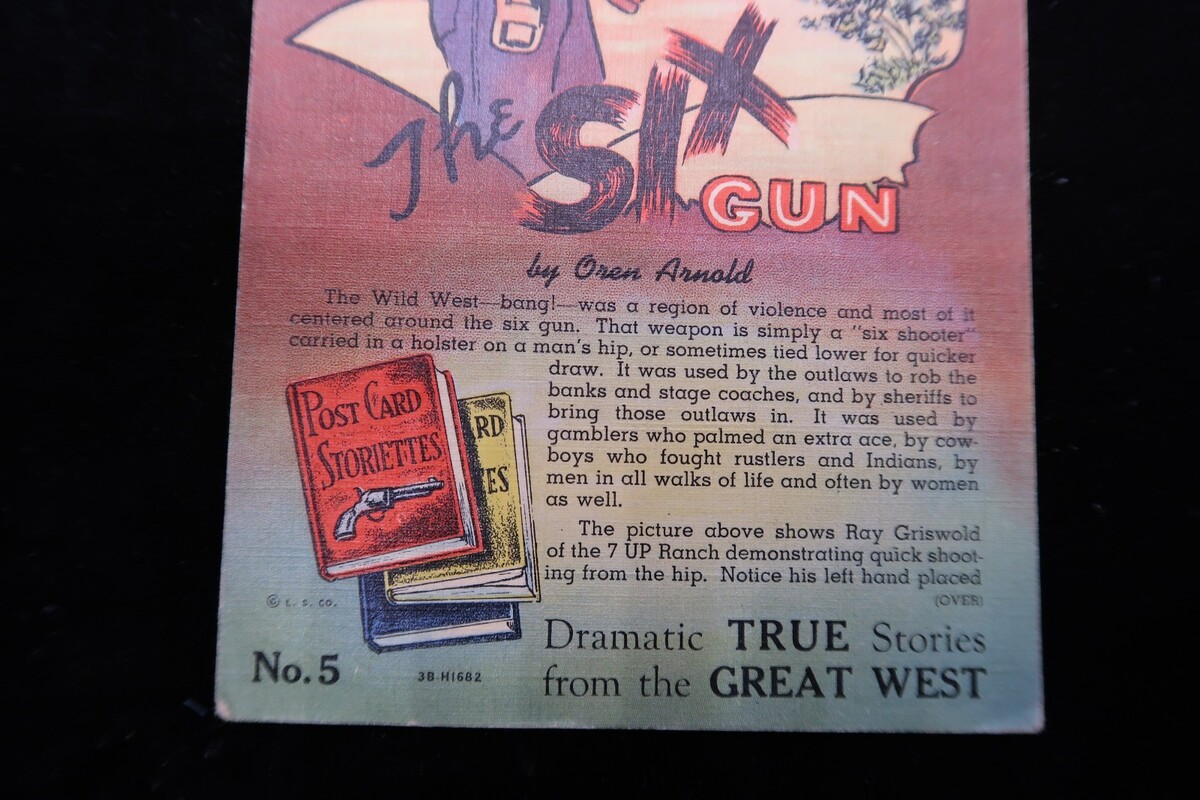 The SIX
GUN
by Oren Arnold
The Wild West—bang!—was a region of violence and most of it
centered around the six gun. That weapon is simply a "six shooter"
carried in a holster on a man's hip, or sometimes tied lower for quicker
draw. It was used by the outlaws to rob the
banks and stage coaches, and by sheriffs to
bring those outlaws in. It was used by
gamblers who palmed an extra ace, by cow-
boys who fought rustlers and Indians, by
men in all walks of life and often by women
as well.
The picture above shows Ray Griswold
of the 7 UP Ranch demonstrating quick shoot-
ing from the hip. Notice his left hand placed
(OVER)
POST CARD
STORIETTES
RD
ES
© L. S. CO.
No. 5
3B-H1682
Dramatic TRUE Stories
from the GREAT WEST